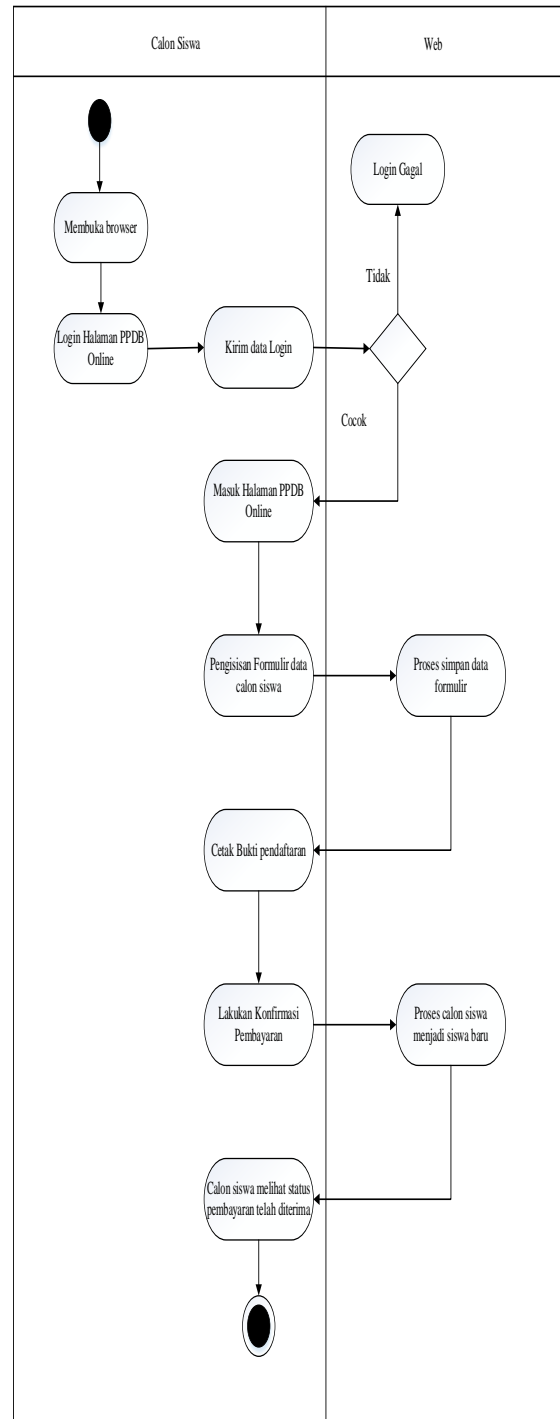 Calon Siswa
Web
Login Gagal
Membuka browser
Tidak
Login Halaman PPDB
Online
Kirim data Login
Cocok
Masuk Halaman PPDB
Online
Pengisisan Formulir data
calon siswa
Proses simpan data
formulir
Cetak Bukti pendaftaran
Lakukan Konfirmasi
Pembayaran
Proses calon siswa
menjadi siswa baru
Calon siswa melihat status
pembayaran telah diterima